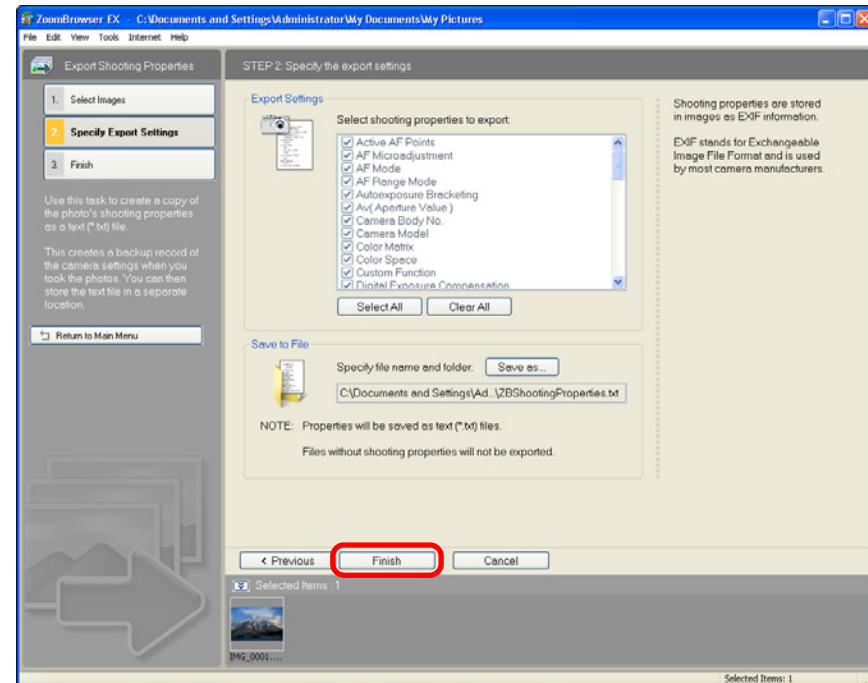 ZoomBrowser EX - C:\Documents and Settings\Administrator\My Documents\My Pictures
File Edit View Tools Internet Help
Export Shooting Properties
STEP 2: Specify the export settings
1. Select Images
2. Specify Export Settings
3. Finish
Use this task to create a copy of
the photo's shooting properties
as a text (*.txt) file.
This creates a backup record of
the camera settings when you
took the photos. You can then
store the text file in a separate
location.
Return to Main Menu
Export Settings
Select shooting properties to export:
Active AF Points
AF Microadjustment
AF Mode
AF Range Mode
Autoexposure Bracketing
Av( Aperture Value )
Camera Body No.
Camera Model
Color Matrix
Color Space
Custom Function
Digital Exposure Compensation
Select All Clear All
Save to File
Specify file name and folder: Save as...
C:\Documents and Settings\Ad...\ZBShootingProperties.txt
NOTE: Properties will be saved as text (*.txt) files.
Files without shooting properties will not be exported.
Shooting properties are stored
in images as EXIF information.
EXIF stands for Exchangeable
Image File Format and is used
by most camera manufacturers.
< Previous Finish Cancel
Selected Items : 1
IMG_0001....
Selected Items: 1